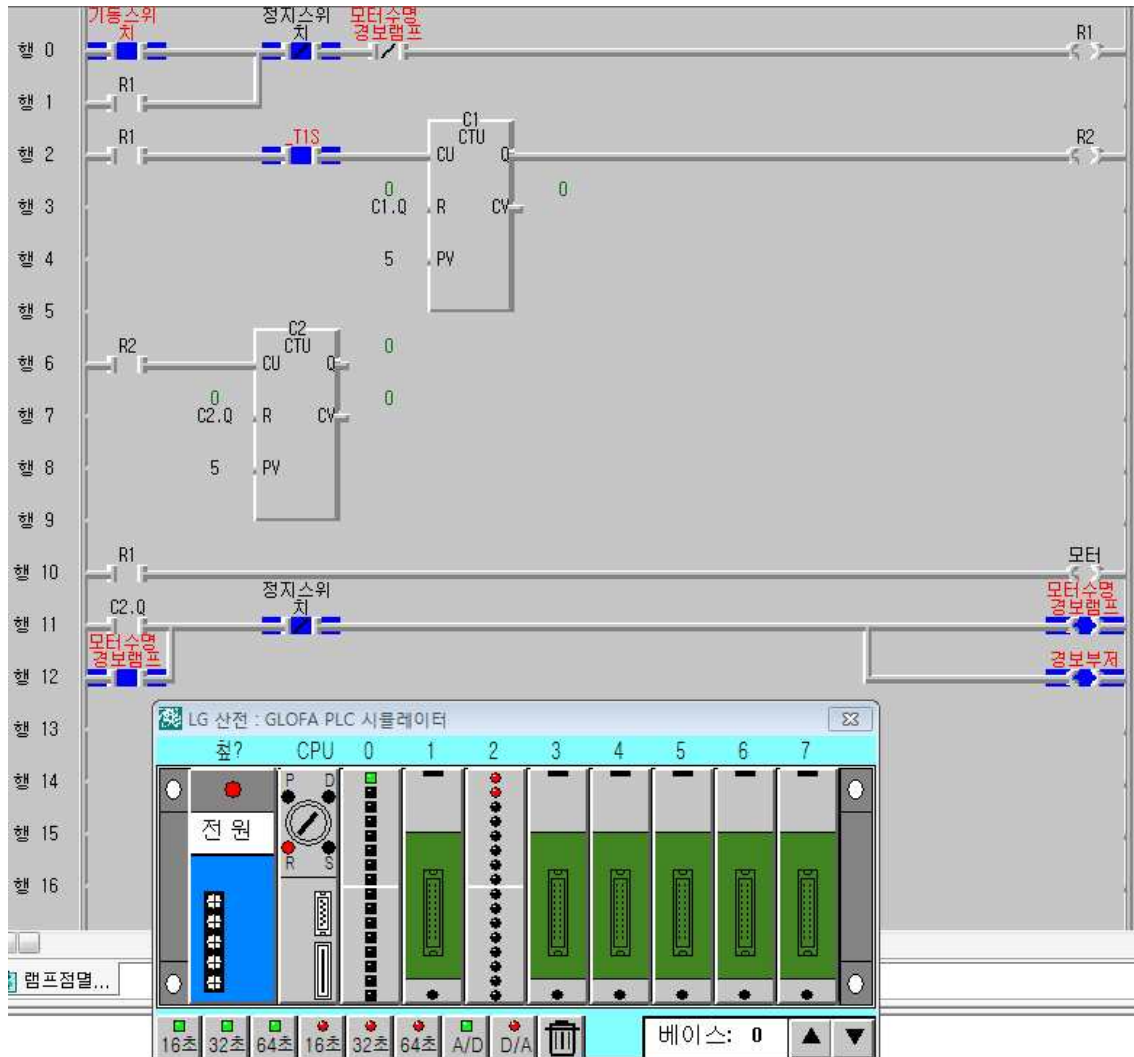 기동스위
치
정지스위
치
모터수명
경보램프
R1
행 0
R1
행 1
R1
_T1S
C1
CTU
R2
행 2
CU
Q
0
0
행 3
C1.Q
R
CV
행 4
5
PV
행 5
C2
R2
CTU
0
행 6
CU
Q
0
0
행 7
C2.Q
R
CV
행 8
5
PV
행 9
R1
모터
행 10
정지스위
치
모터수명
경보램프
C2.Q
행 11
모터수명
경보램프
경보부저
행 12
LG 산전 : GLOFA PLC 시뮬레이터
행 13
첲? CPU 0 1 2 3 4 5 6 7
행 14
P D
전 원
행 15
R S
행 16
램프점멸...
16초 32초 64초 16초 32초 64초 A/D D/A
베이스: 0